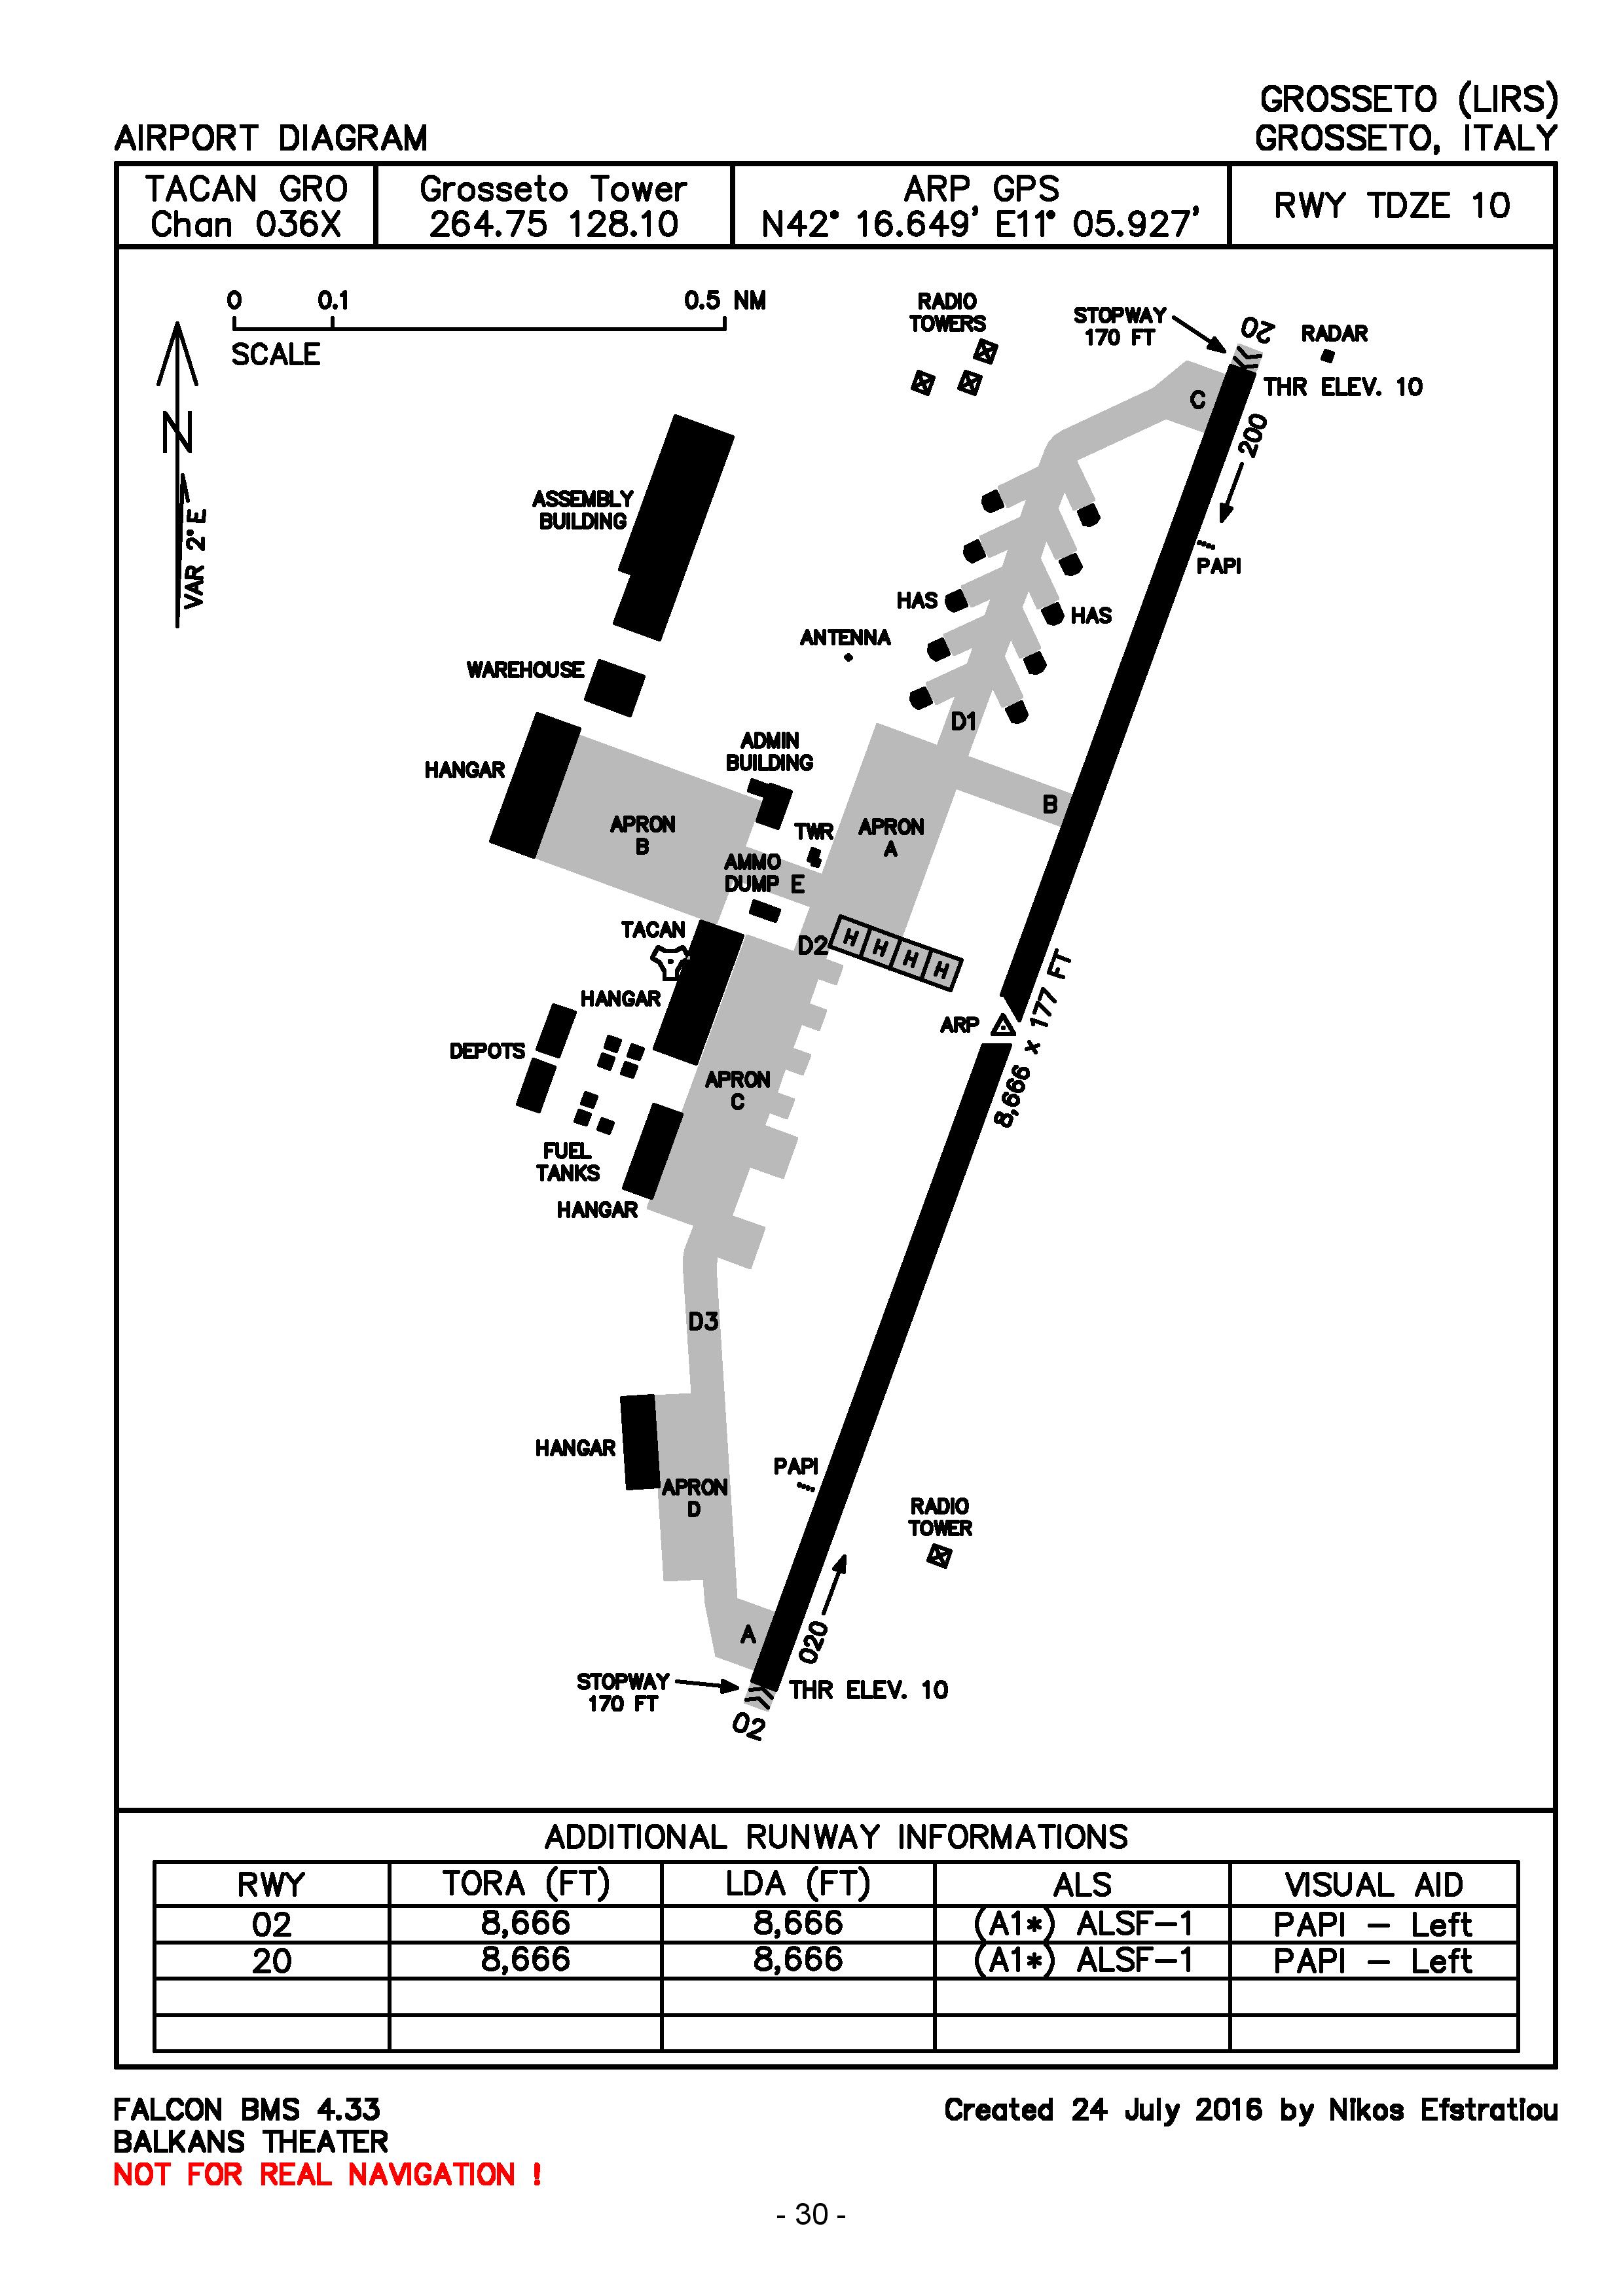 GROSSETO (LIRS)
AIRPORT DIAGRAM
GROSSETO, ITALY
TACAN GRO
Chan 036X
Grosseto Tower
264.75 128.10
ARP GPS
N42° 16.649' E11° 05.927'
RWY TDZE 10
0 0.1 0.5 NM
SCALE
N
VAR 2°E
RADIO
TOWERS
STOPWAY
170 FT
20
RADAR
THR ELEV. 10
C
200
PAPI
ASSEMBLY
BUILDING
HAS
HAS
ANTENNA
WAREHOUSE
D1
HANGAR
ADMIN
BUILDING
B
APRON
B
TWR
APRON
A
AMMO
DUMP
E
TACAN
D2
H H H H
HANGAR
ARP
8,666 x 177 FT
DEPOTS
APRON
C
FUEL
TANKS
HANGAR
D3
HANGAR
APRON
D
PAPI
RADIO
TOWER
A
020
STOPWAY
170 FT
THR ELEV. 10
02
ADDITIONAL RUNWAY INFORMATIONS
RWY TORA (FT) LDA (FT) ALS VISUAL AID
02 8,666 8,666 (A1*) ALSF-1 PAPI - Left
20 8,666 8,666 (A1*) ALSF-1 PAPI - Left
FALCON BMS 4.33
Created 24 July 2016 by Nikos Efstratiou
BALKANS THEATER
NOT FOR REAL NAVIGATION !
- 30 -